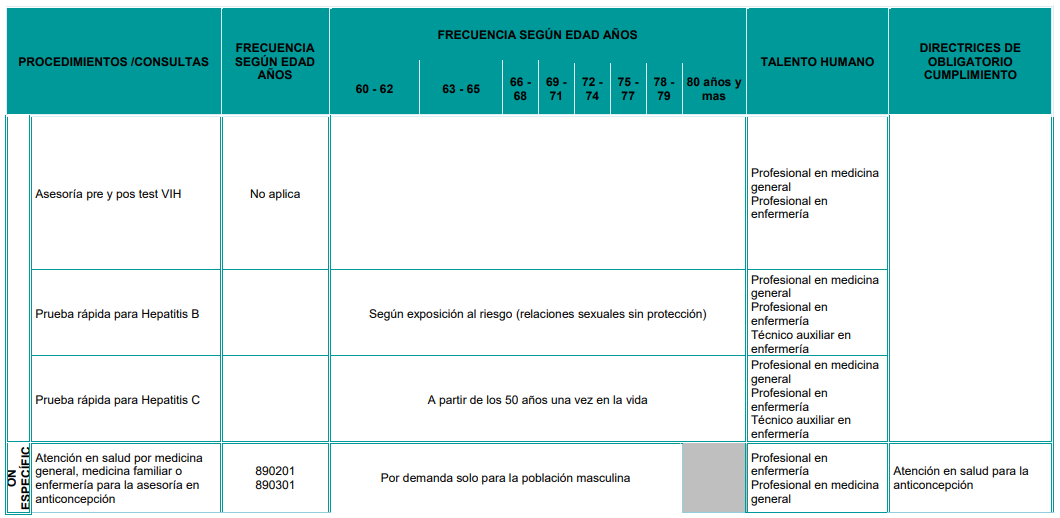 PROCEDIMIENTOS /CONSULTAS
FRECUENCIA
SEGÚN EDAD
AÑOS
FRECUENCIA SEGÚN EDAD AÑOS
60 - 62
63 - 65
66 -
68
69 -
71
72 -
74
75 -
77
78 -
79
80 años y
mas
TALENTO HUMANO
DIRECTRICES DE
OBLIGATORIO
CUMPLIMIENTO
Asesoría pre y pos test VIH
No aplica
Profesional en medicina
general
Profesional en
enfermería
Prueba rápida para Hepatitis B
Según exposición al riesgo (relaciones sexuales sin protección)
Profesional en medicina
general
Profesional en
enfermería
Técnico auxiliar en
enfermería
Prueba rápida para Hepatitis C
A partir de los 50 años una vez en la vida
Profesional en medicina
general
Profesional en
enfermería
Técnico auxiliar en
enfermería
ON
ESPECÍFIC
Atención en salud por medicina
general, medicina familiar o
enfermería para la asesoría en
anticoncepción
890201
890301
Por demanda solo para la población masculina
Profesional en
enfermería
Profesional en medicina
general
Atención en salud para la
anticoncepción